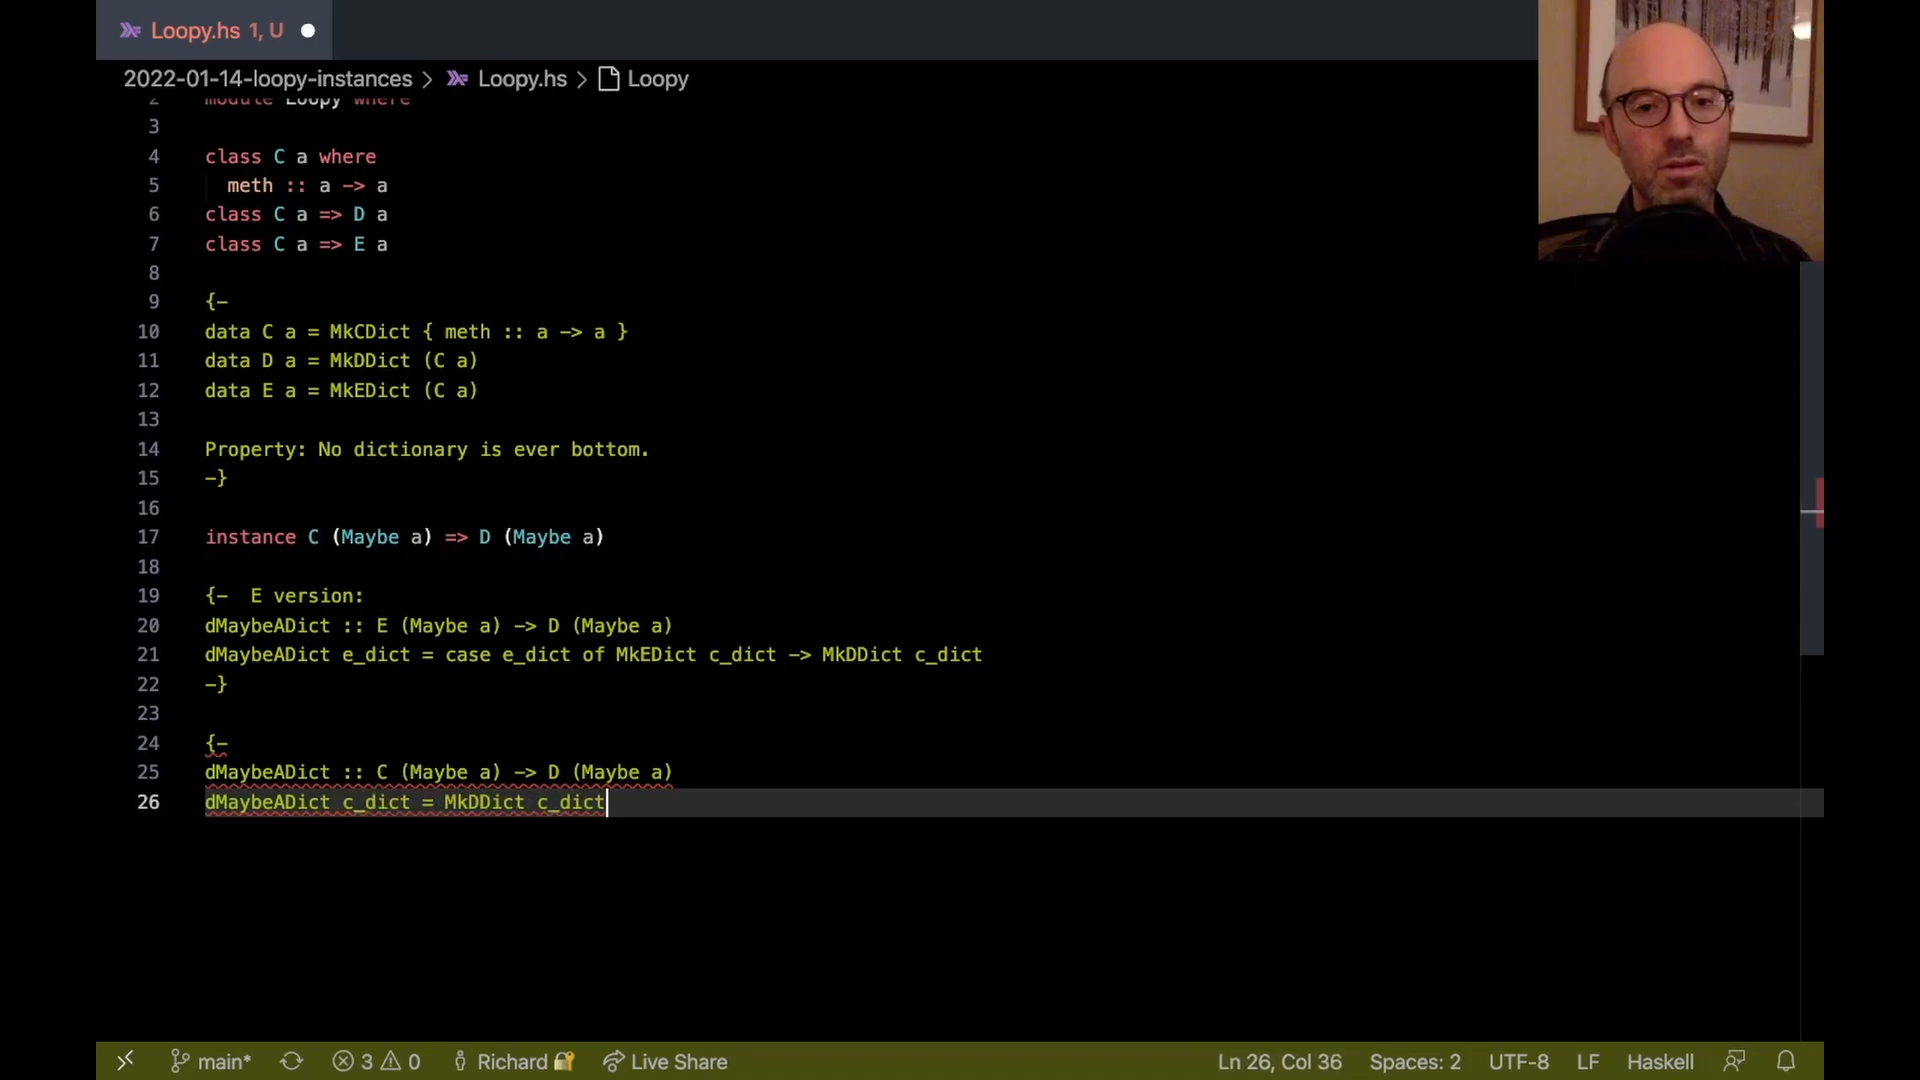 Loopy.hs 1, U
2022-01-14-loopy-instances > Loopy.hs > Loopy
2 module Loopy where
3
4 class C a where
5 meth :: a -> a
6 class C a => D a
7 class C a => E a
8
9 {-
10 data C a = MkCDict { meth :: a -> a }
11 data D a = MkDDict (C a)
12 data E a = MkEDict (C a)
13
14 Property: No dictionary is ever bottom.
15 -}
16
17 instance C (Maybe a) => D (Maybe a)
18
19 {-  E version:
20 dMaybeADict :: E (Maybe a) -> D (Maybe a)
21 dMaybeADict e_dict = case e_dict of MkEDict c_dict -> MkDDict c_dict
22 -}
23
24 {-
25 dMaybeADict :: C (Maybe a) -> D (Maybe a)
26 dMaybeADict c_dict = MkDDict c_dict
main* 3 0 Richard Live Share Ln 26, Col 36 Spaces: 2 UTF-8 LF Haskell